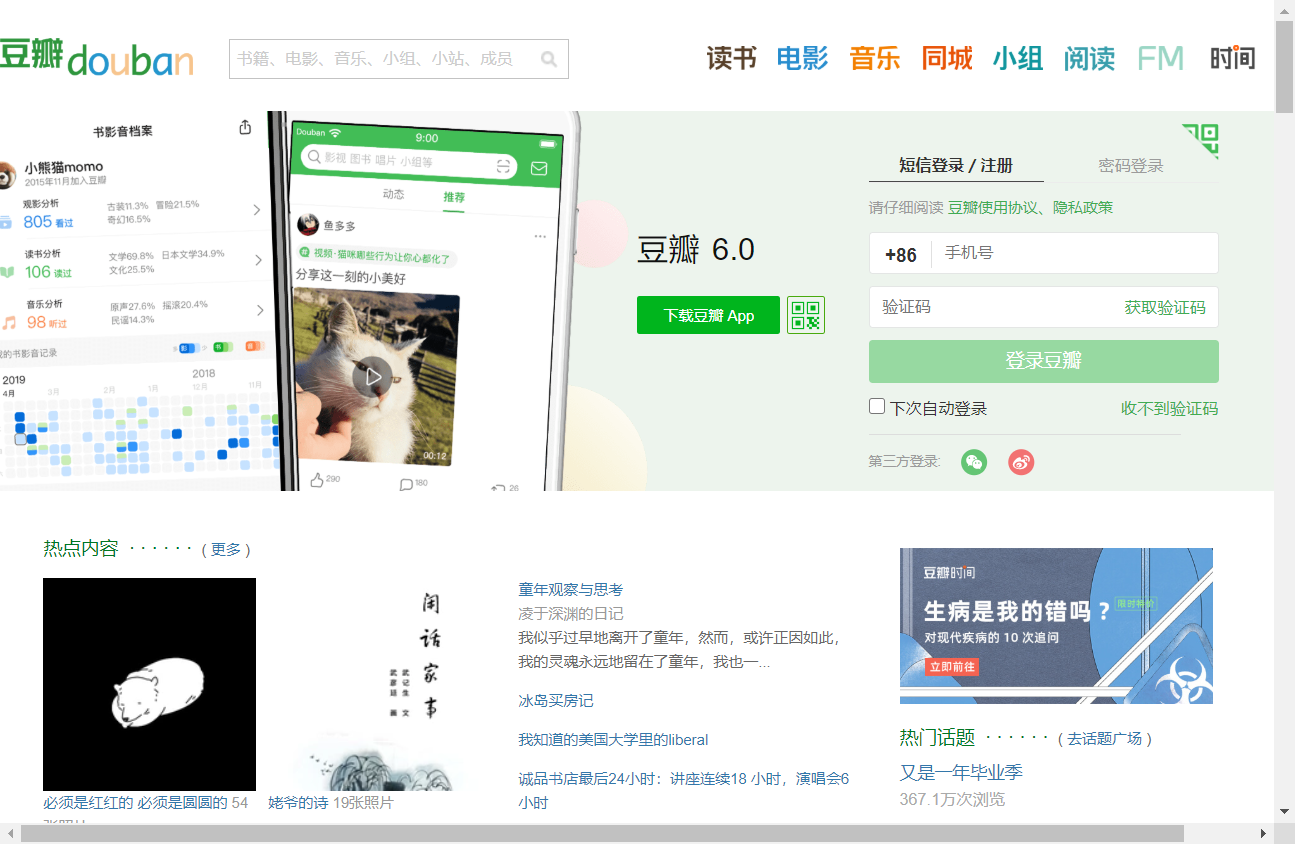 豆瓣douban
书籍、电影、音乐、小组、小站、成员
读书 电影 音乐 同城 小组 阅读 FM 时间
书影音档案
小熊猫momo
2015年11月加入豆瓣
观影分析
805 看过
古装11.3% 冒险21.5%
奇幻16.5%
读书分析
106 读过
文学69.8% 日本文学34.9%
文化25.5%
音乐分析
98 听过
原声27.6% 摇滚20.4%
民谣14.3%
的书影音记录
影 少
书
音
2019
2018
4月 3月 2月 1月 12月 11月
Douban
9:00
影视 图书 唱片 小组等
动态
推荐
鱼多多
视频·猫咪哪些行为让你心都化了
分享这一刻的小美好
00:12
290
180
26
豆瓣 6.0
下载豆瓣 App
短信登录 / 注册
密码登录
请仔细阅读 豆瓣使用协议、隐私政策
+86 手机号
验证码 获取验证码
登录豆瓣
下次自动登录 收不到验证码
第三方登录:
热点内容 · · · · · · ( 更多 )
闲话家事
武记生 文
武彦廷 画
必须是红红的 必须是圆圆的 54
姥爷的诗 19张照片
童年观察与思考
凌于深渊的日记
我似乎过早地离开了童年，然而，或许正因如此，
我的灵魂永远地留在了童年，我也一...
冰岛买房记
我知道的美国大学里的liberal
诚品书店最后24小时：讲座连续18 小时，演唱会6
小时
豆瓣时间
生病是我的错吗？
限时特价
对现代疾病的 10 次追问
立即前往
热门话题 · · · · · · ( 去话题广场 )
又是一年毕业季
367.1万次浏览